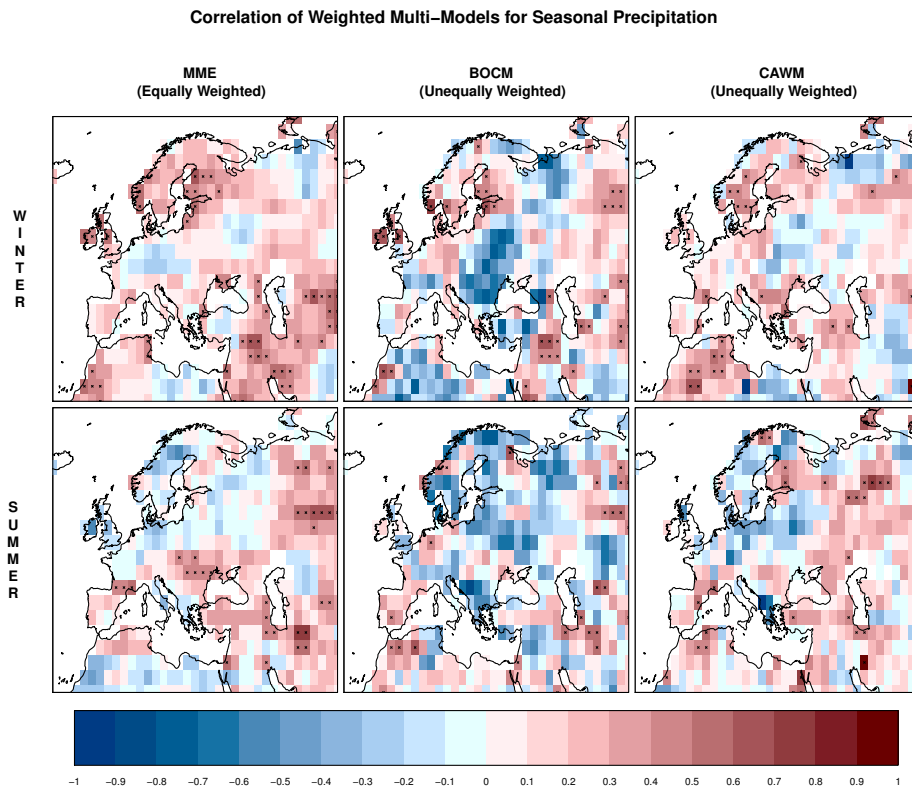 Correlation of Weighted Multi−Models for Seasonal Precipitation
MME
(Equally Weighted)
BOCM
(Unequally Weighted)
CAWM
(Unequally Weighted)
WINTER
SUMMER
−1 −0.9 −0.8 −0.7 −0.6 −0.5 −0.4 −0.3 −0.2 −0.1 0 0.1 0.2 0.3 0.4 0.5 0.6 0.7 0.8 0.9 1